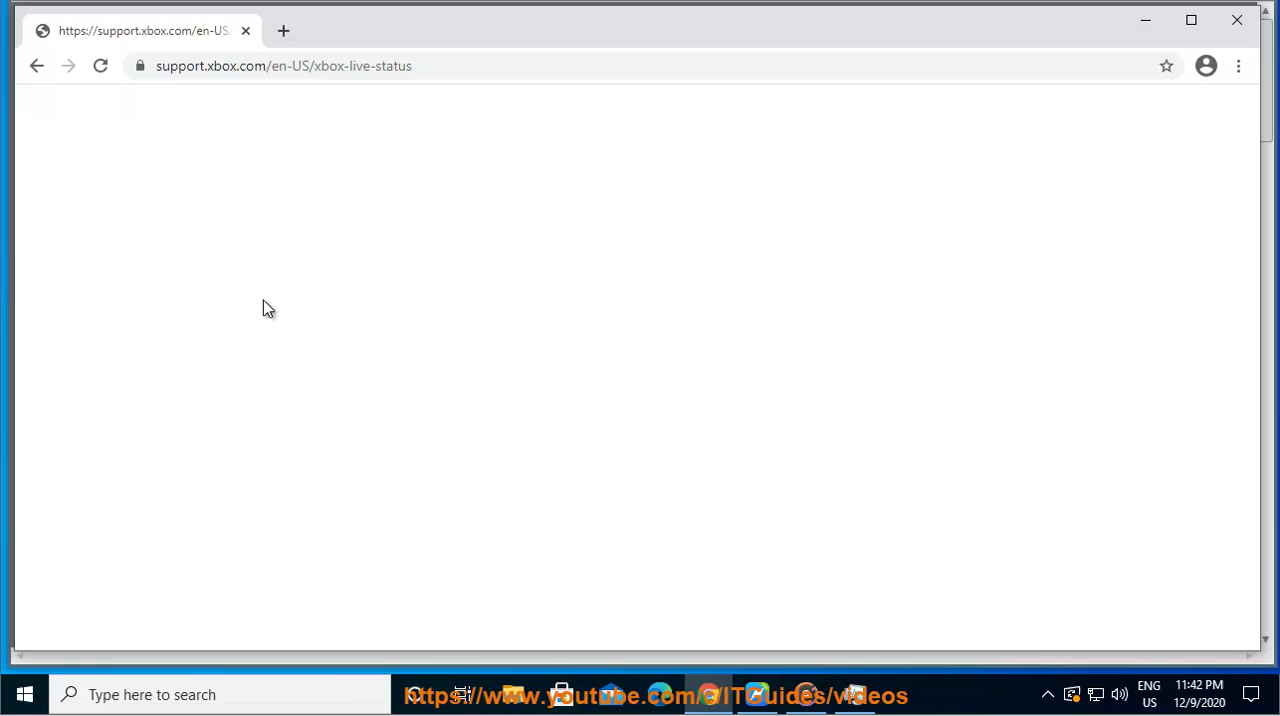 https://support.xbox.com/en-US/
support.xbox.com/en-US/xbox-live-status
Type here to search
Https://www.youtube.com/c/ITGuides/videos
ENG
US
11:42 PM
12/9/2020